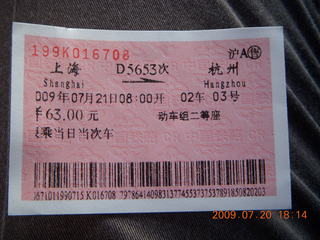 199K016708 沪A售
上海 D5653次 杭州
Shanghai Hangzhou
009年07月21日08:00开 02车 03号
¥63.00元 动车组二等座
乘当日当次车
2009.07.20 18:14